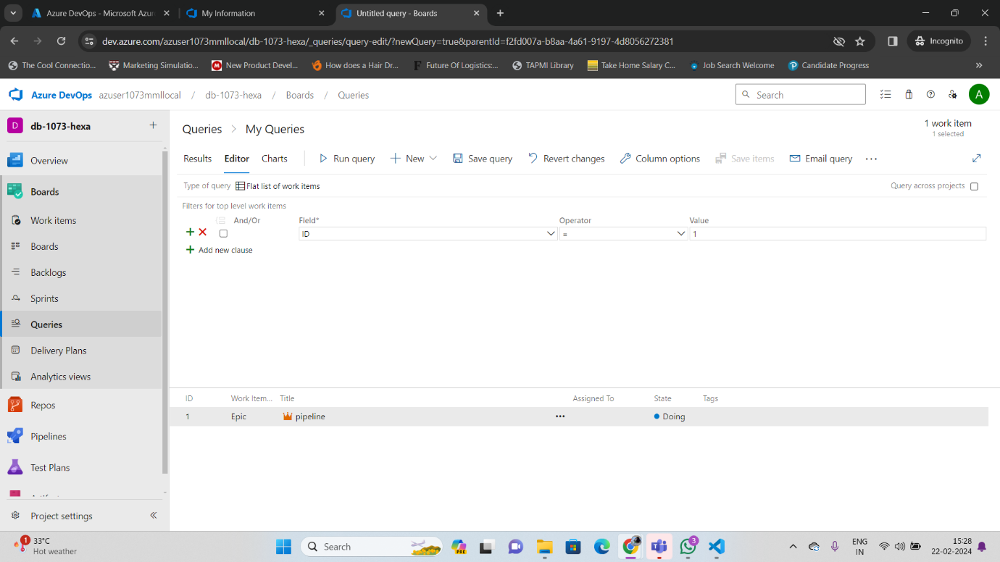 Azure DevOps - Microsoft Azur
My Information
Untitled query - Boards
dev.azure.com/azuser1073mmllocal/db-1073-hexa/_queries/query-edit/?newQuery=true&parentId=f2fd007a-b8aa-4a61-9197-4d8056272381
Incognito
The Cool Connectio...
Marketing Simulatio...
New Product Devel...
How does a Hair Dr...
Future Of Logistics:...
TAPMI Library
Take Home Salary C...
Job Search Welcome
Candidate Progress
Azure DevOps azuser1073mmllocal / db-1073-hexa / Boards / Queries
Search
A
D db-1073-hexa
Overview
Boards
Work items
Boards
Backlogs
Sprints
Queries
Delivery Plans
Analytics views
Repos
Pipelines
Test Plans
Project settings
Queries > My Queries
1 work item
1 selected
Results Editor Charts Run query New Save query Revert changes Column options Save items Email query ...
Type of query Flat list of work items
Query across projects
Filters for top level work items
And/Or Field* Operator Value
ID = 1
Add new clause
ID Work Item... Title Assigned To State Tags
1 Epic pipeline ... Doing
1
33°C
Hot weather
Search
PRE
3
ENG
IN
15:28
22-02-2024